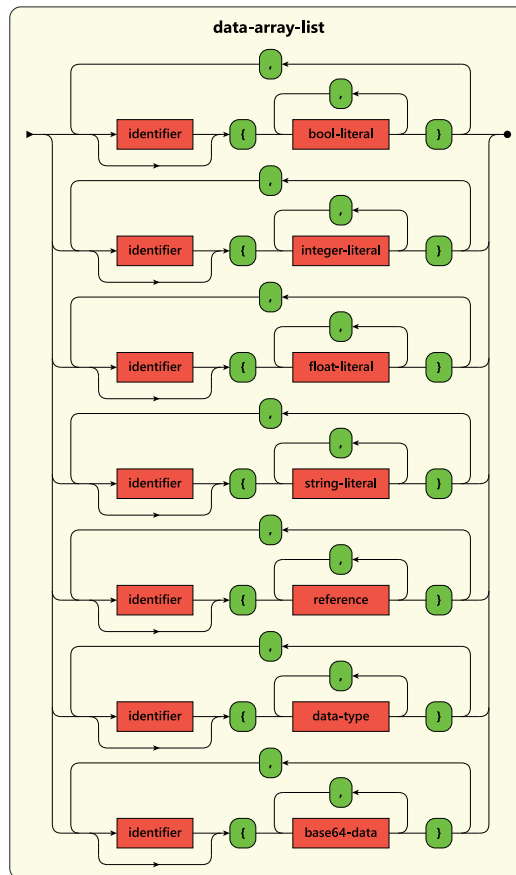 data-array-list
,
,
identifier { bool-literal }
,
,
identifier { integer-literal }
,
,
identifier { float-literal }
,
,
identifier { string-literal }
,
,
identifier { reference }
,
,
identifier { data-type }
,
,
identifier { base64-data }